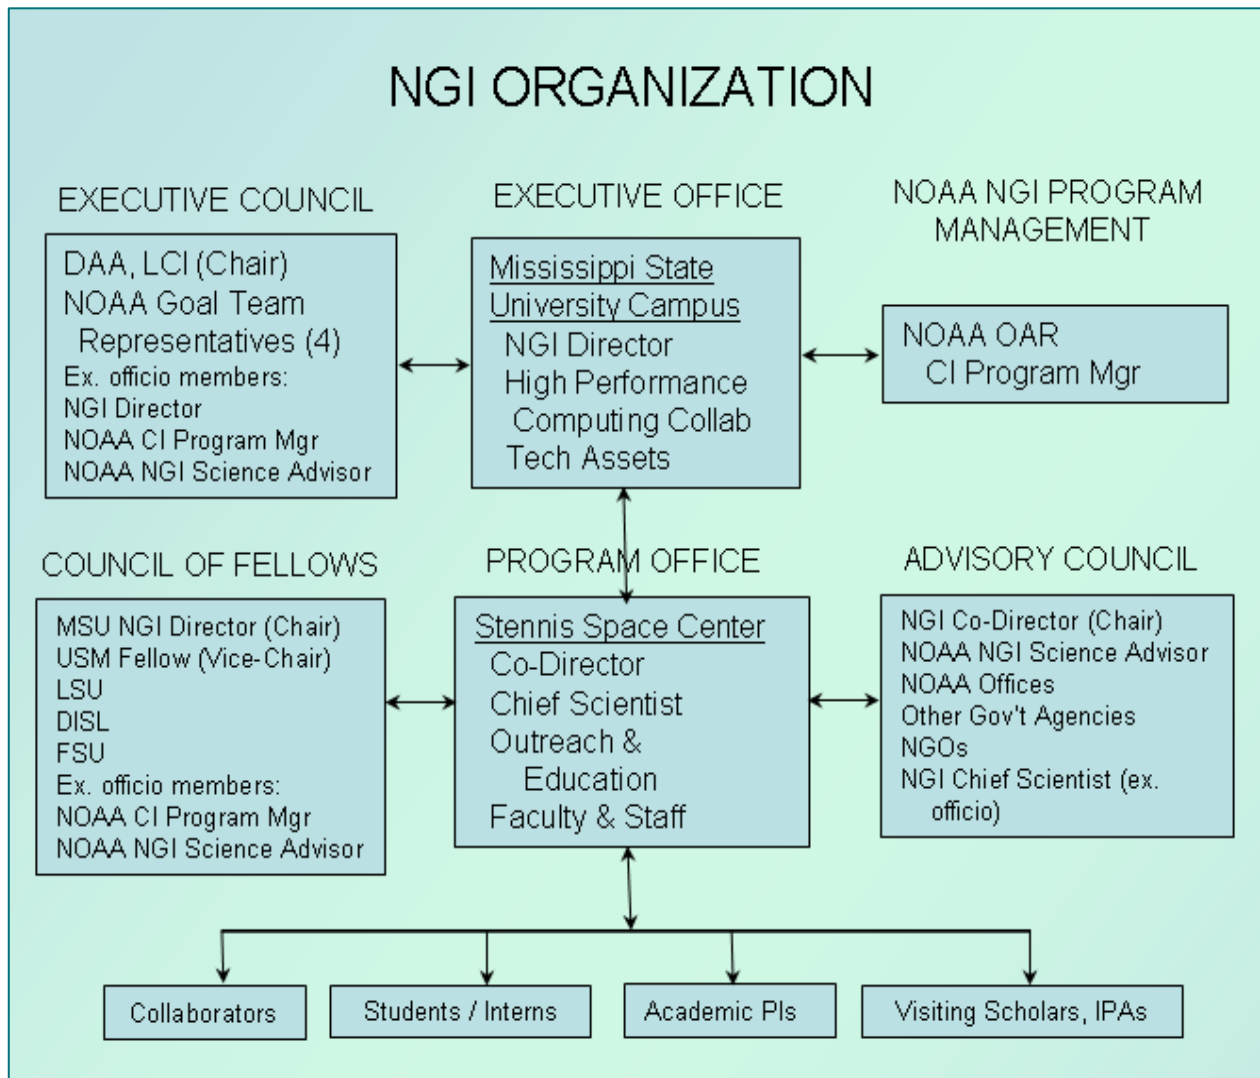 NGI ORGANIZATION
EXECUTIVE COUNCIL
DAA, LCI (Chair)
NOAA Goal Team
Representatives (4)
Ex. officio members:
NGI Director
NOAA CI Program Mgr
NOAA NGI Science Advisor
EXECUTIVE OFFICE
Mississippi State
University Campus
NGI Director
High Performance
Computing Collab
Tech Assets
NOAA NGI PROGRAM
MANAGEMENT
NOAA OAR
CI Program Mgr
COUNCIL OF FELLOWS
MSU NGI Director (Chair)
USM Fellow (Vice-Chair)
LSU
DISL
FSU
Ex. officio members:
NOAA CI Program Mgr
NOAA NGI Science Advisor
PROGRAM OFFICE
Stennis Space Center
Co-Director
Chief Scientist
Outreach &
Education
Faculty & Staff
ADVISORY COUNCIL
NGI Co-Director (Chair)
NOAA NGI Science Advisor
NOAA Offices
Other Gov't Agencies
NGOs
NGI Chief Scientist (ex.
officio)
Collaborators
Students / Interns
Academic PIs
Visiting Scholars, IPAs